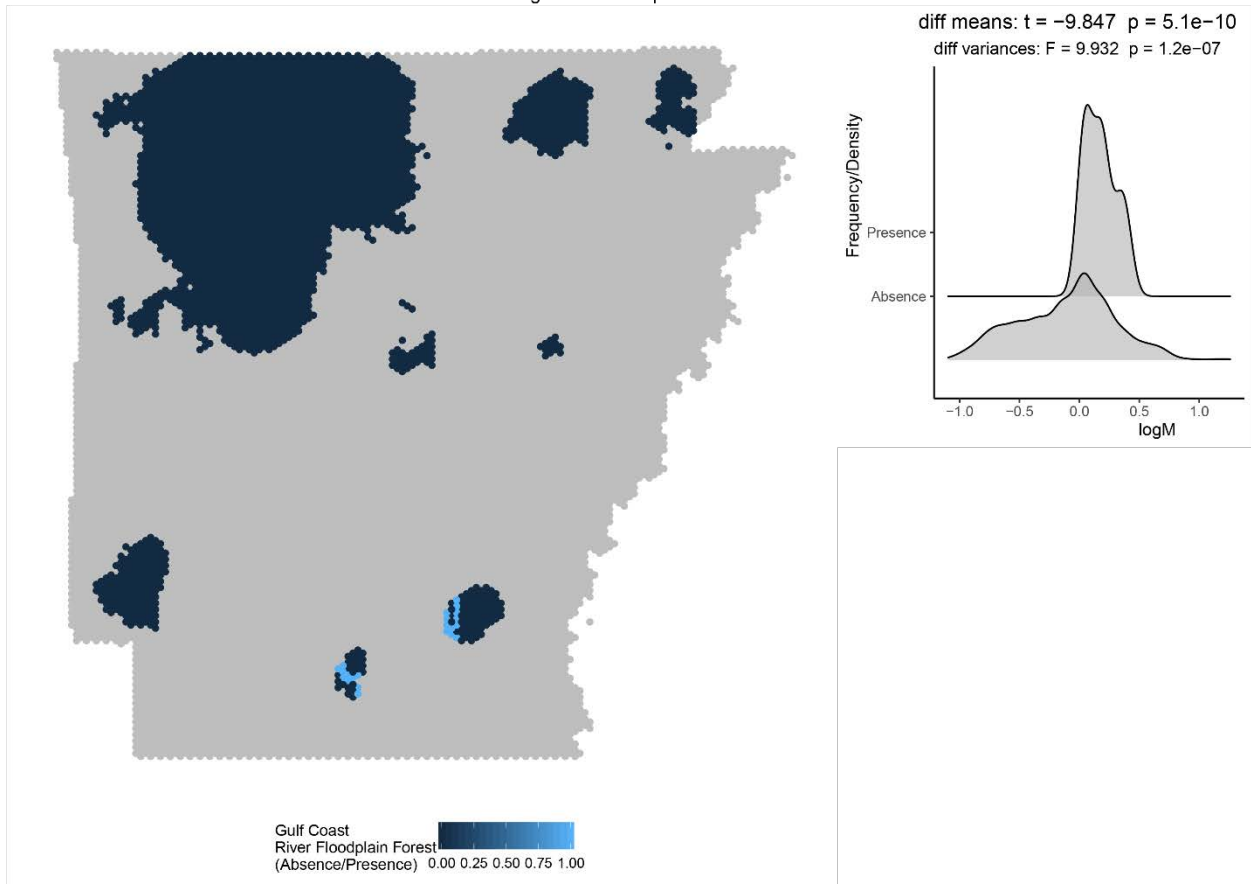 diff means: t = −9.847 p = 5.1e−10
diff variances: F = 9.932 p = 1.2e−07
Frequency/Density
Presence
Absence
−1.0 −0.5 0.0 0.5 1.0
logM
Gulf Coast
River Floodplain Forest
(Absence/Presence) 0.00 0.25 0.50 0.75 1.00